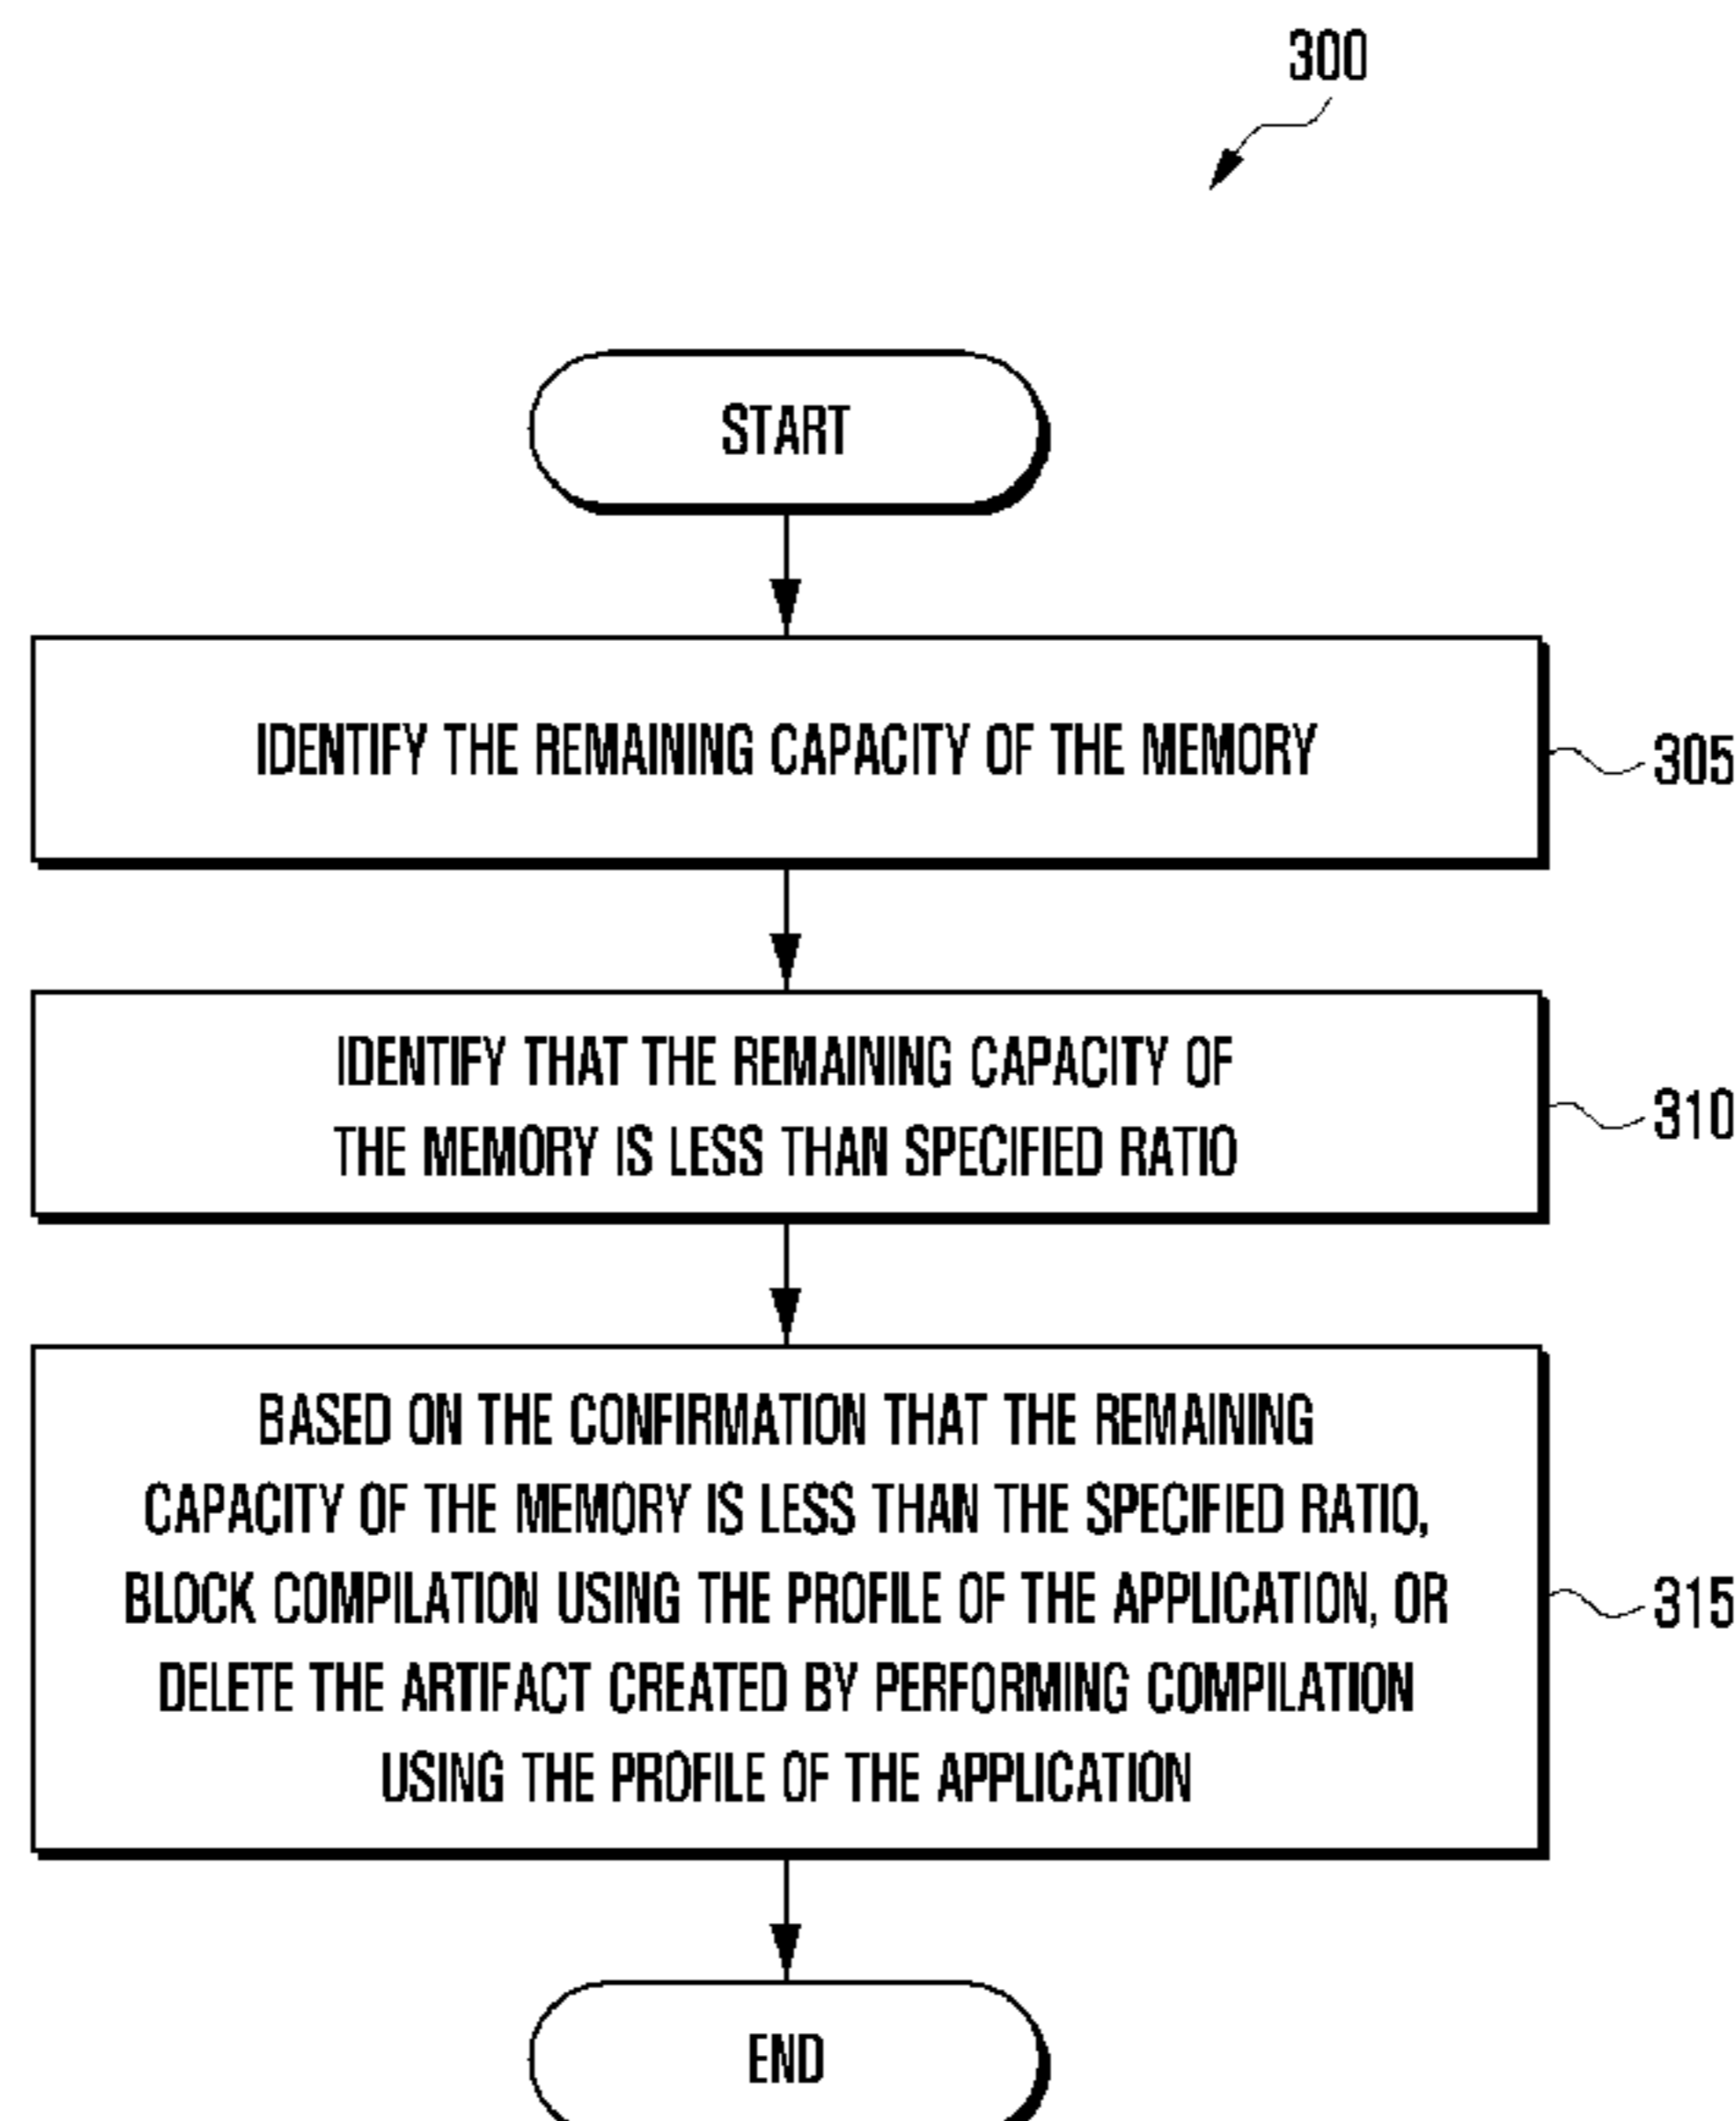 300
START
IDENTIFY THE REMAINING CAPACITY OF THE MEMORY
305
IDENTIFY THAT THE REMAINING CAPACITY OF
THE MEMORY IS LESS THAN SPECIFIED RATIO
310
BASED ON THE CONFIRMATION THAT THE REMAINING
CAPACITY OF THE MEMORY IS LESS THAN THE SPECIFIED RATIO,
BLOCK COMPILATION USING THE PROFILE OF THE APPLICATION, OR
DELETE THE ARTIFACT CREATED BY PERFORMING COMPILATION
USING THE PROFILE OF THE APPLICATION
315
END